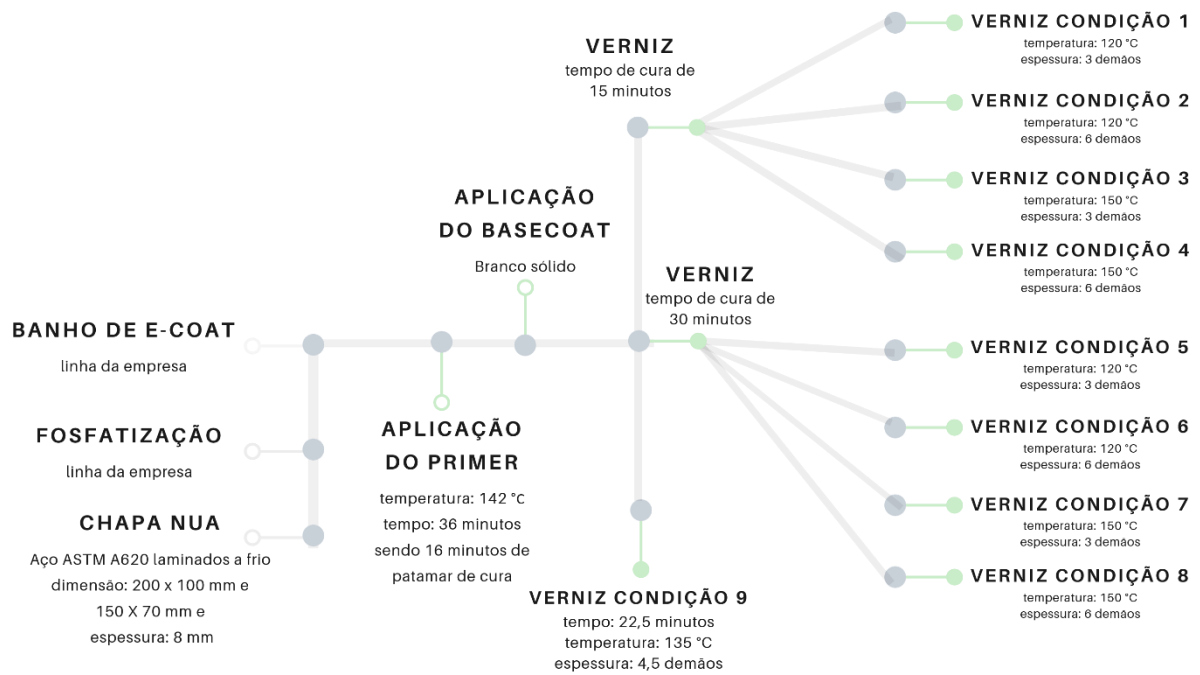 BANHO DE E-COAT
linha da empresa
FOSFATIZAÇÃO
linha da empresa
CHAPA NUA
Aço ASTM A620 laminados a frio
dimensão: 200 x 100 mm e
150 X 70 mm e
espessura: 8 mm
APLICAÇÃO
DO PRIMER
temperatura: 142 °C
tempo: 36 minutos
sendo 16 minutos de
patamar de cura
APLICAÇÃO
DO BASECOAT
Branco sólido
VERNIZ
tempo de cura de
15 minutos
VERNIZ
tempo de cura de
30 minutos
VERNIZ CONDIÇÃO 9
tempo: 22,5 minutos
temperatura: 135 °C
espessura: 4,5 demãos
VERNIZ CONDIÇÃO 1
temperatura: 120 °C
espessura: 3 demãos
VERNIZ CONDIÇÃO 2
temperatura: 120 °C
espessura: 6 demãos
VERNIZ CONDIÇÃO 3
temperatura: 150 °C
espessura: 3 demãos
VERNIZ CONDIÇÃO 4
temperatura: 150 °C
espessura: 6 demãos
VERNIZ CONDIÇÃO 5
temperatura: 120 °C
espessura: 3 demãos
VERNIZ CONDIÇÃO 6
temperatura: 120 °C
espessura: 6 demãos
VERNIZ CONDIÇÃO 7
temperatura: 150 °C
espessura: 3 demãos
VERNIZ CONDIÇÃO 8
temperatura: 150 °C
espessura: 6 demãos